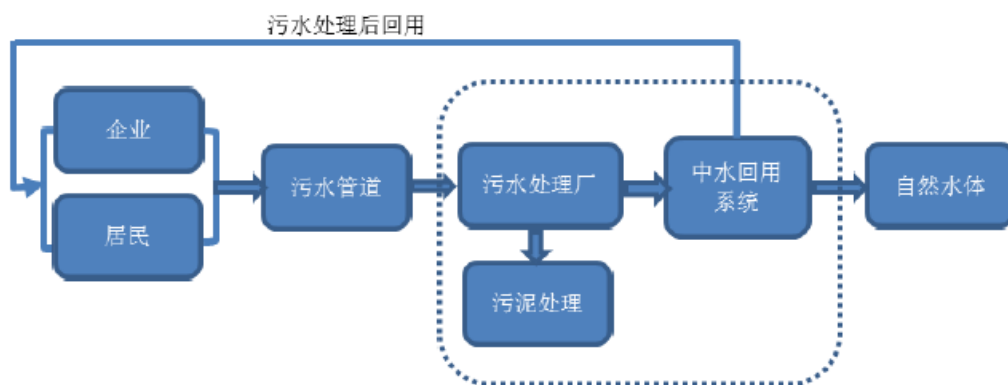 污水处理后回用
企业
居民
污水管道
污水处理厂
污泥处理
中水回用
系统
自然水体